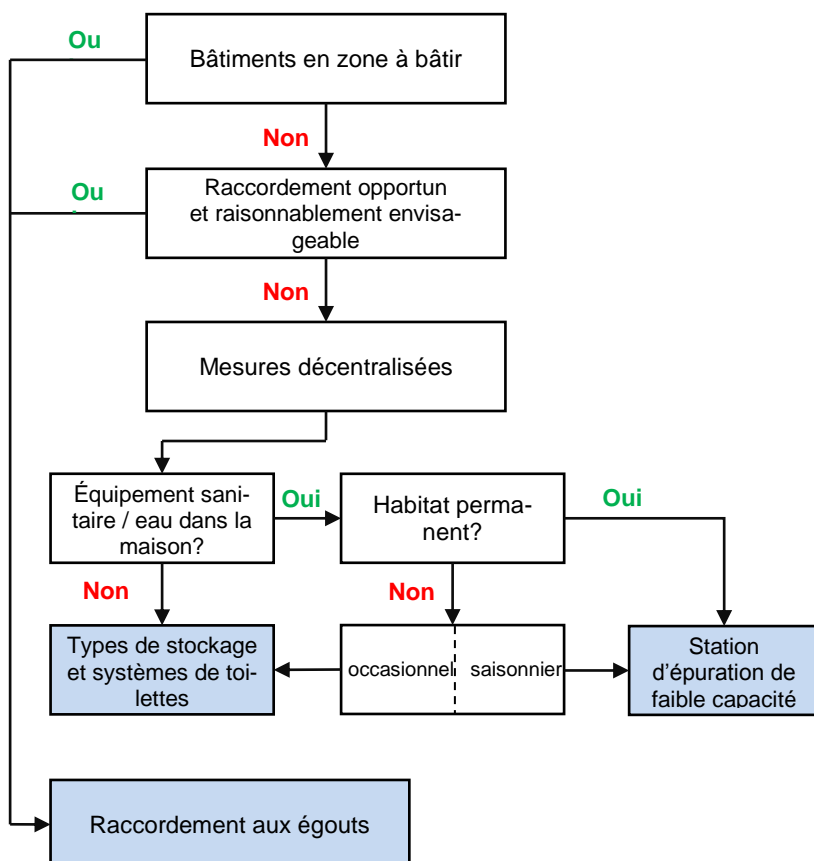 Ou
Bâtiments en zone à bâtir
Non
Ou
Raccordement opportun
et raisonnablement envisa-
geable
Non
Mesures décentralisées
Équipement sani-
taire / eau dans la
maison?
Oui
Habitat perma-
nent?
Oui
Non
Non
Types de stockage
et systèmes de toi-
lettes
occasionnel
saisonnier
Station
d'épuration de
faible capacité
Raccordement aux égouts